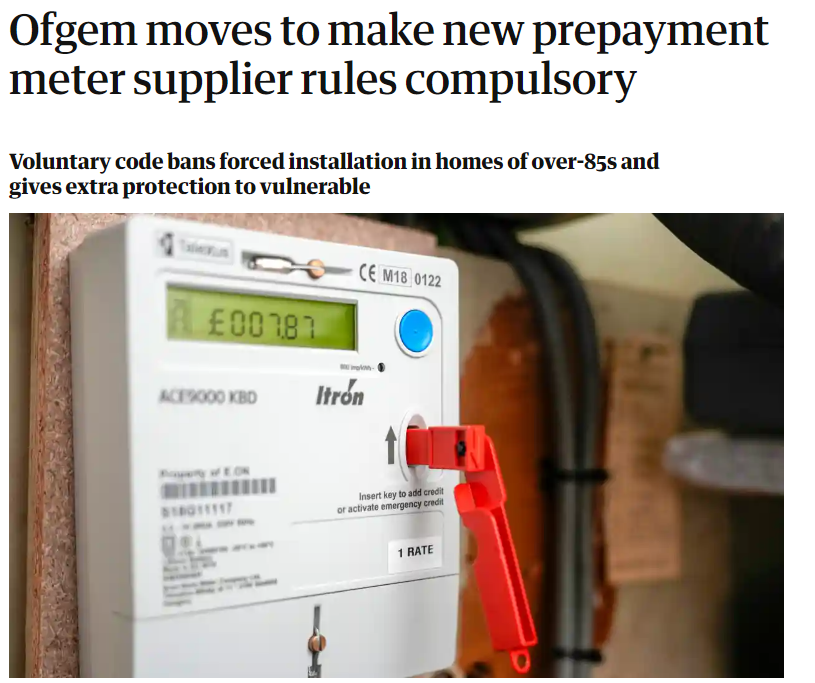 Ofgem moves to make new prepayment
meter supplier rules compulsory
Voluntary code bans forced installation in homes of over-85s and
gives extra protection to vulnerable
CE M18 0122
£007.87
ACE9000 KBD
Itron
Property of E.ON
Insert key to add credit
or activate emergency credit
1 RATE